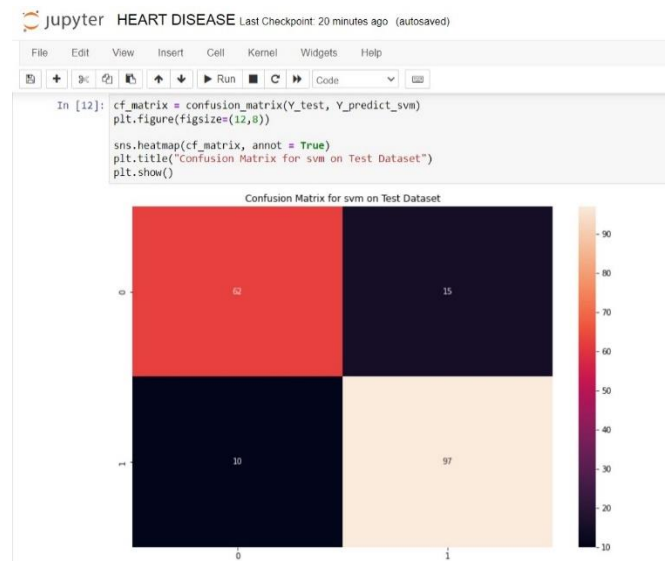 jupyter HEART DISEASE Last Checkpoint: 20 minutes ago (autosaved)
File Edit View Insert Cell Kernel Widgets Help
Run Code
In [12]: cf_matrix = confusion_matrix(Y_test, Y_predict_svm)
plt.figure(figsize=(12,8))
sns.heatmap(cf_matrix, annot = True)
plt.title("Confusion Matrix for svm on Test Dataset")
plt.show()
Confusion Matrix for svm on Test Dataset
90
80
0 62 15
70
60
50
40
1 10 97
30
20
10
0 1